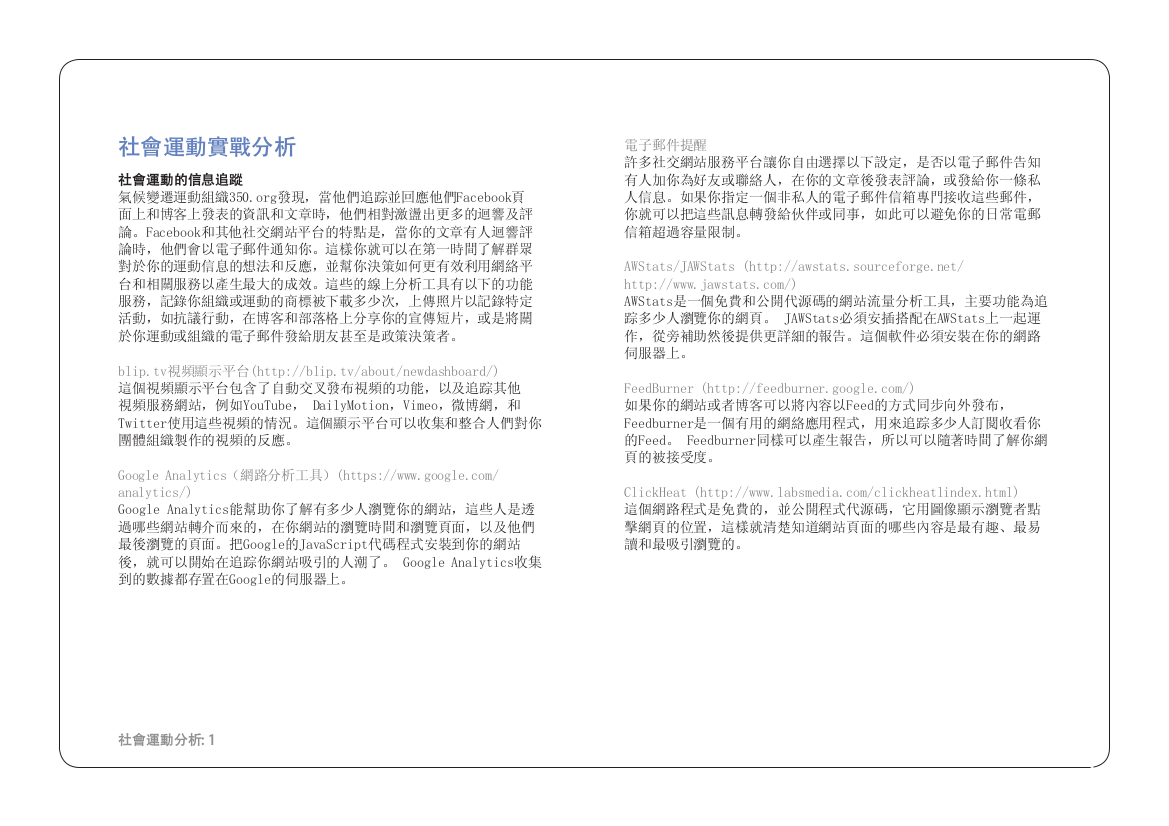 社會運動實戰分析
社會運動的信息追蹤
氣候變遷運動組織350.org發現，當他們追踪並回應他們Facebook頁
面上和博客上發表的資訊和文章時，他們相對激盪出更多的迴響及評
論。Facebook和其他社交網站平台的特點是，當你的文章有人迴響評
論時，他們會以電子郵件通知你。這樣你就可以在第一時間了解群眾
對於你的運動信息的想法和反應，並幫你決策如何更有效利用網絡平
台和相關服務以產生最大的成效。這些的線上分析工具有以下的功能
服務，記錄你組織或運動的商標被下載多少次，上傳照片以記錄特定
活動，如抗議行動，在博客和部落格上分享你的宣傳短片，或是將關
於你運動或組織的電子郵件發給朋友甚至是政策決策者。
blip.tv視頻顯示平台(http://blip.tv/about/newdashboard/)
這個視頻顯示平台包含了自動交叉發布視頻的功能，以及追踪其他
視頻服務網站，例如YouTube， DailyMotion，Vimeo，微博網，和
Twitter使用這些視頻的情況。這個顯示平台可以收集和整合人們對你
團體組織製作的視頻的反應。
Google Analytics（網路分析工具）(https://www.google.com/
analytics/)
Google Analytics能幫助你了解有多少人瀏覽你的網站，這些人是透
過哪些網站轉介而來的，在你網站的瀏覽時間和瀏覽頁面，以及他們
最後瀏覽的頁面。把Google的JavaScript代碼程式安裝到你的網站
後，就可以開始在追踪你網站吸引的人潮了。 Google Analytics收集
到的數據都存置在Google的伺服器上。
電子郵件提醒
許多社交網站服務平台讓你自由選擇以下設定，是否以電子郵件告知
有人加你為好友或聯絡人，在你的文章後發表評論，或發給你一條私
人信息。如果你指定一個非私人的電子郵件信箱專門接收這些郵件，
你就可以把這些訊息轉發給伙伴或同事，如此可以避免你的日常電郵
信箱超過容量限制。
AWStats/JAWStats (http://awstats.sourceforge.net/
http://www.jawstats.com/)
AWStats是一個免費和公開代源碼的網站流量分析工具，主要功能為追
踪多少人瀏覽你的網頁。 JAWStats必須安插搭配在AWStats上一起運
作，從旁補助然後提供更詳細的報告。這個軟件必須安裝在你的網路
伺服器上。
FeedBurner (http://feedburner.google.com/)
如果你的網站或者博客可以將內容以Feed的方式同步向外發布，
Feedburner是一個有用的網絡應用程式，用來追踪多少人訂閱收看你
的Feed。 Feedburner同樣可以產生報告，所以可以隨著時間了解你網
頁的被接受度。
ClickHeat (http://www.labsmedia.com/clickheatlindex.html)
這個網路程式是免費的，並公開程式代源碼，它用圖像顯示瀏覽者點
擊網頁的位置，這樣就清楚知道網站頁面的哪些內容是最有趣、最易
讀和最吸引瀏覽的。
社會運動分析: 1